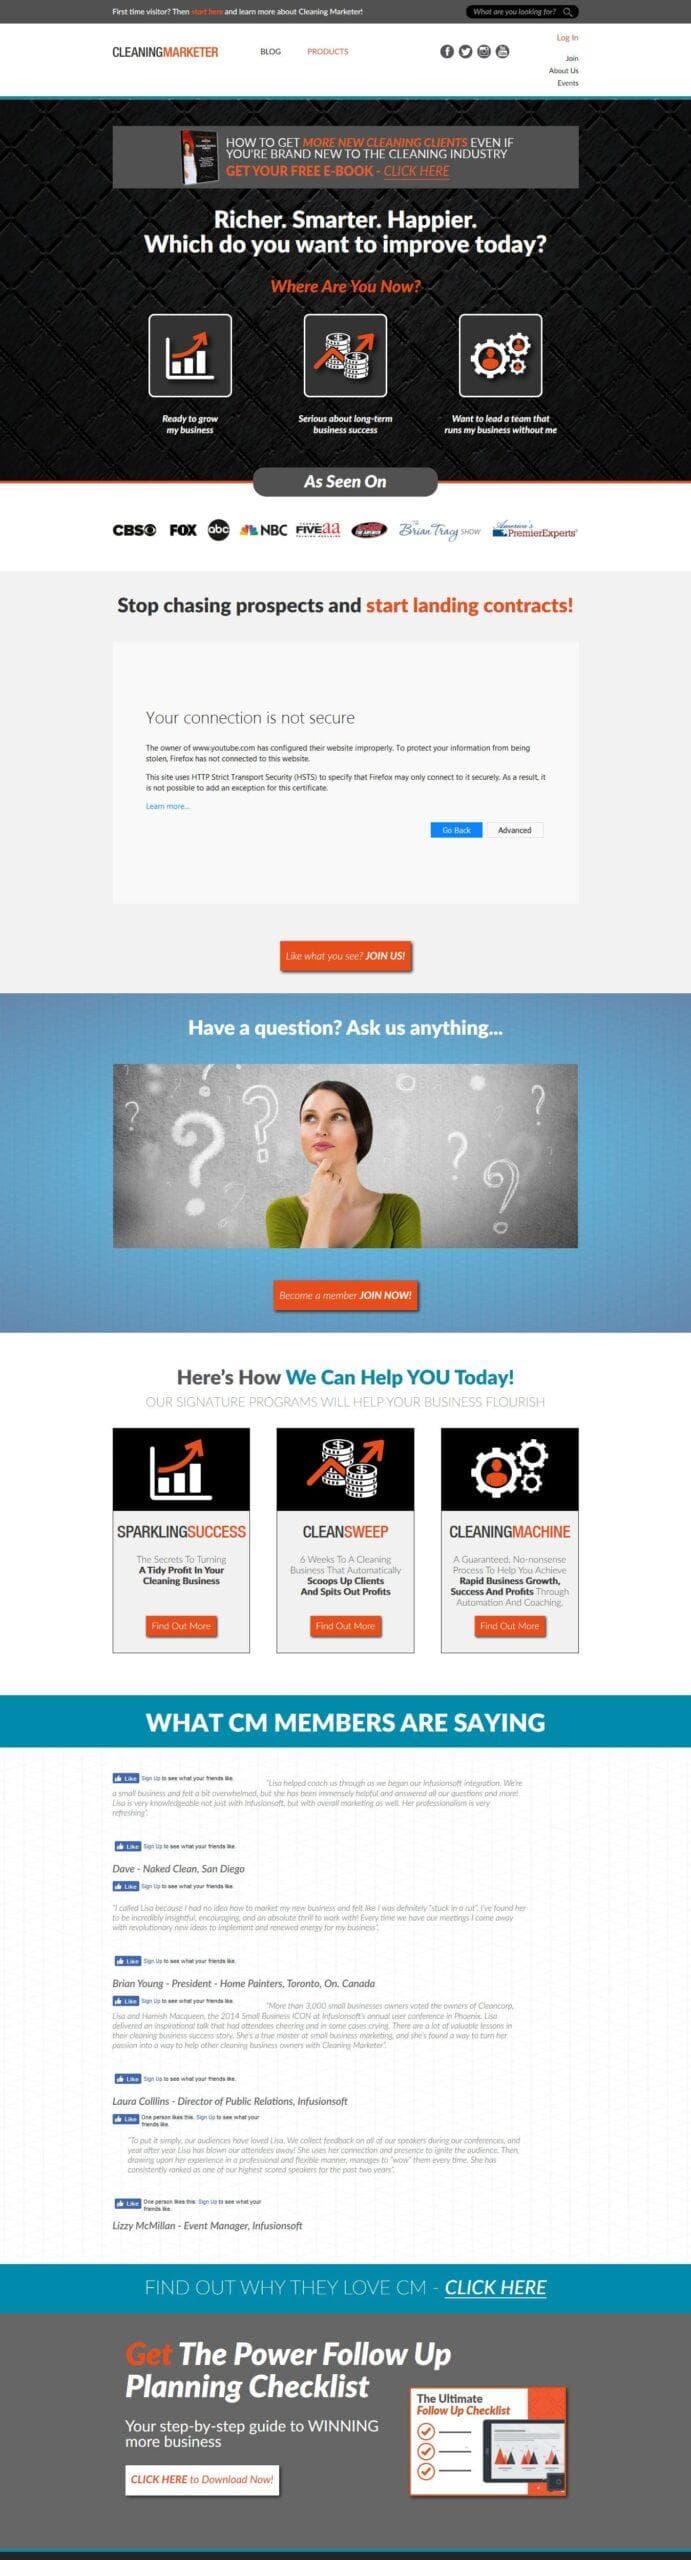 First time visitor? Then start here and learn more about Cleaning Marketer!
What are you looking for?
CLEANINGMARKETER
BLOG
PRODUCTS
Log In
Join
About Us
Events
HOW TO GET MORE NEW CLEANING CLIENTS EVEN IF
YOU'RE BRAND NEW TO THE CLEANING INDUSTRY
GET YOUR FREE E-BOOK - CLICK HERE
Richer. Smarter. Happier.
Which do you want to improve today?
Where Are You Now?
Ready to grow
my business
Serious about long-term
business success
Want to lead a team that
runs my business without me
As Seen On
CBS
FOX
abc
NBC
FIVEaa
Brian Tracy SHOW
America's
PremierExperts
Stop chasing prospects and start landing contracts!
Your connection is not secure
The owner of www.youtube.com has configured their website improperly. To protect your information from being
stolen, Firefox has not connected to this website.
This site uses HTTP Strict Transport Security (HSTS) to specify that Firefox may only connect to it securely. As a result, it
is not possible to add an exception for this certificate.
Learn more...
Go Back
Advanced
Like what you see? JOIN US!
Have a question? Ask us anything...
Become a member JOIN NOW!
Here's How We Can Help YOU Today!
OUR SIGNATURE PROGRAMS WILL HELP YOUR BUSINESS FLOURISH
SPARKLINGSUCCESS
The Secrets To Turning
A Tidy Profit In Your
Cleaning Business
Find Out More
CLEANSWEEP
6 Weeks To A Cleaning
Business That Automatically
Scoops Up Clients
And Spits Out Profits
Find Out More
CLEANINGMACHINE
A Guaranteed, No-nonsense
Process To Help You Achieve
Rapid Business Growth,
Success And Profits Through
Automation And Coaching.
Find Out More
WHAT CM MEMBERS ARE SAYING
Like Sign Up to see what your friends like.
"Lisa helped coach us through as we began our Infusionsoft integration. We're
a small business and felt a bit overwhelmed, but she has been immensely helpful and answered all our questions and more!
Lisa is very knowledgeable not just with Infusionsoft, but with overall marketing as well. Her professionalism is very
refreshing".
Like Sign Up to see what your friends like.
Dave - Naked Clean, San Diego
Like Sign Up to see what your friends like.
"I called Lisa because I had no idea how to market my new business and felt like I was definitely "stuck in a rut". I've found her
to be incredibly insightful, encouraging, and an absolute thrill to work with! Every time we have our meetings I come away
with revolutionary new ideas to implement and renewed energy for my business".
Like Sign Up to see what your friends like.
Brian Young - President - Home Painters, Toronto, On. Canada
Like Sign Up to see what your friends like.
"More than 3,000 small businesses owners voted the owners of Cleancorp,
Lisa and Hamish Macqueen, the 2014 Small Business ICON at Infusionsoft's annual user conference in Phoenix. Lisa
delivered an inspirational talk that had attendees cheering and in some cases crying. There are a lot of valuable lessons in
their cleaning business success story. She's a true master at small business marketing, and she's found a way to turn her
passion into a way to help other cleaning business owners with Cleaning Marketer".
Like Sign Up to see what your friends like.
Laura Collins - Director of Public Relations, Infusionsoft
Like One person likes this. Sign Up to see what your
friends like.
"To put it simply, our audiences have loved Lisa. We collect feedback on all of our speakers during our conferences, and
year after year Lisa has blown our attendees away! She uses her connection and presence to ignite the audience. Then,
drawing upon her experience in a professional and flexible manner, manages to "wow" them every time. She has
consistently ranked as one of our highest scored speakers for the past two years".
Like One person likes this. Sign Up to see what your
friends like.
Lizzy McMillan - Event Manager, Infusionsoft
FIND OUT WHY THEY LOVE CM - CLICK HERE
Get The Power Follow Up
Planning Checklist
Your step-by-step guide to WINNING
more business
CLICK HERE to Download Now!
The Ultimate
Follow Up Checklist